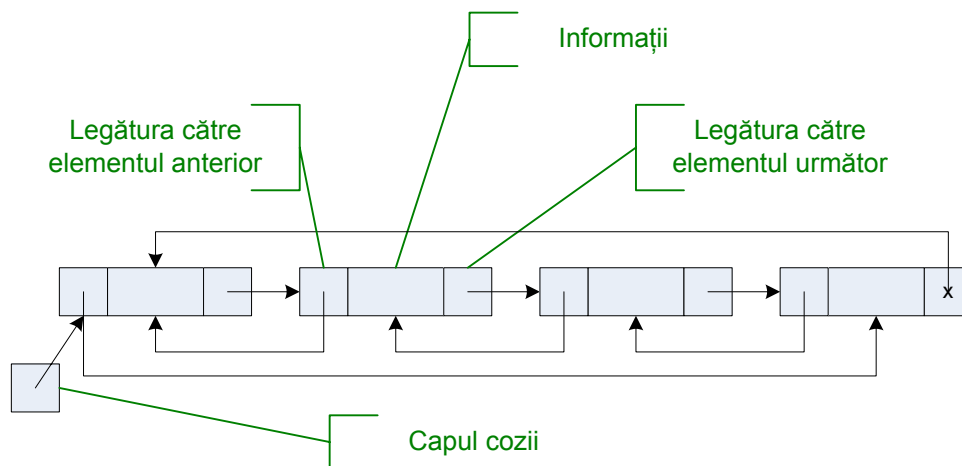 Informații
Legătura către
elementul anterior
Legătura către
elementul următor
x
Capul cozii